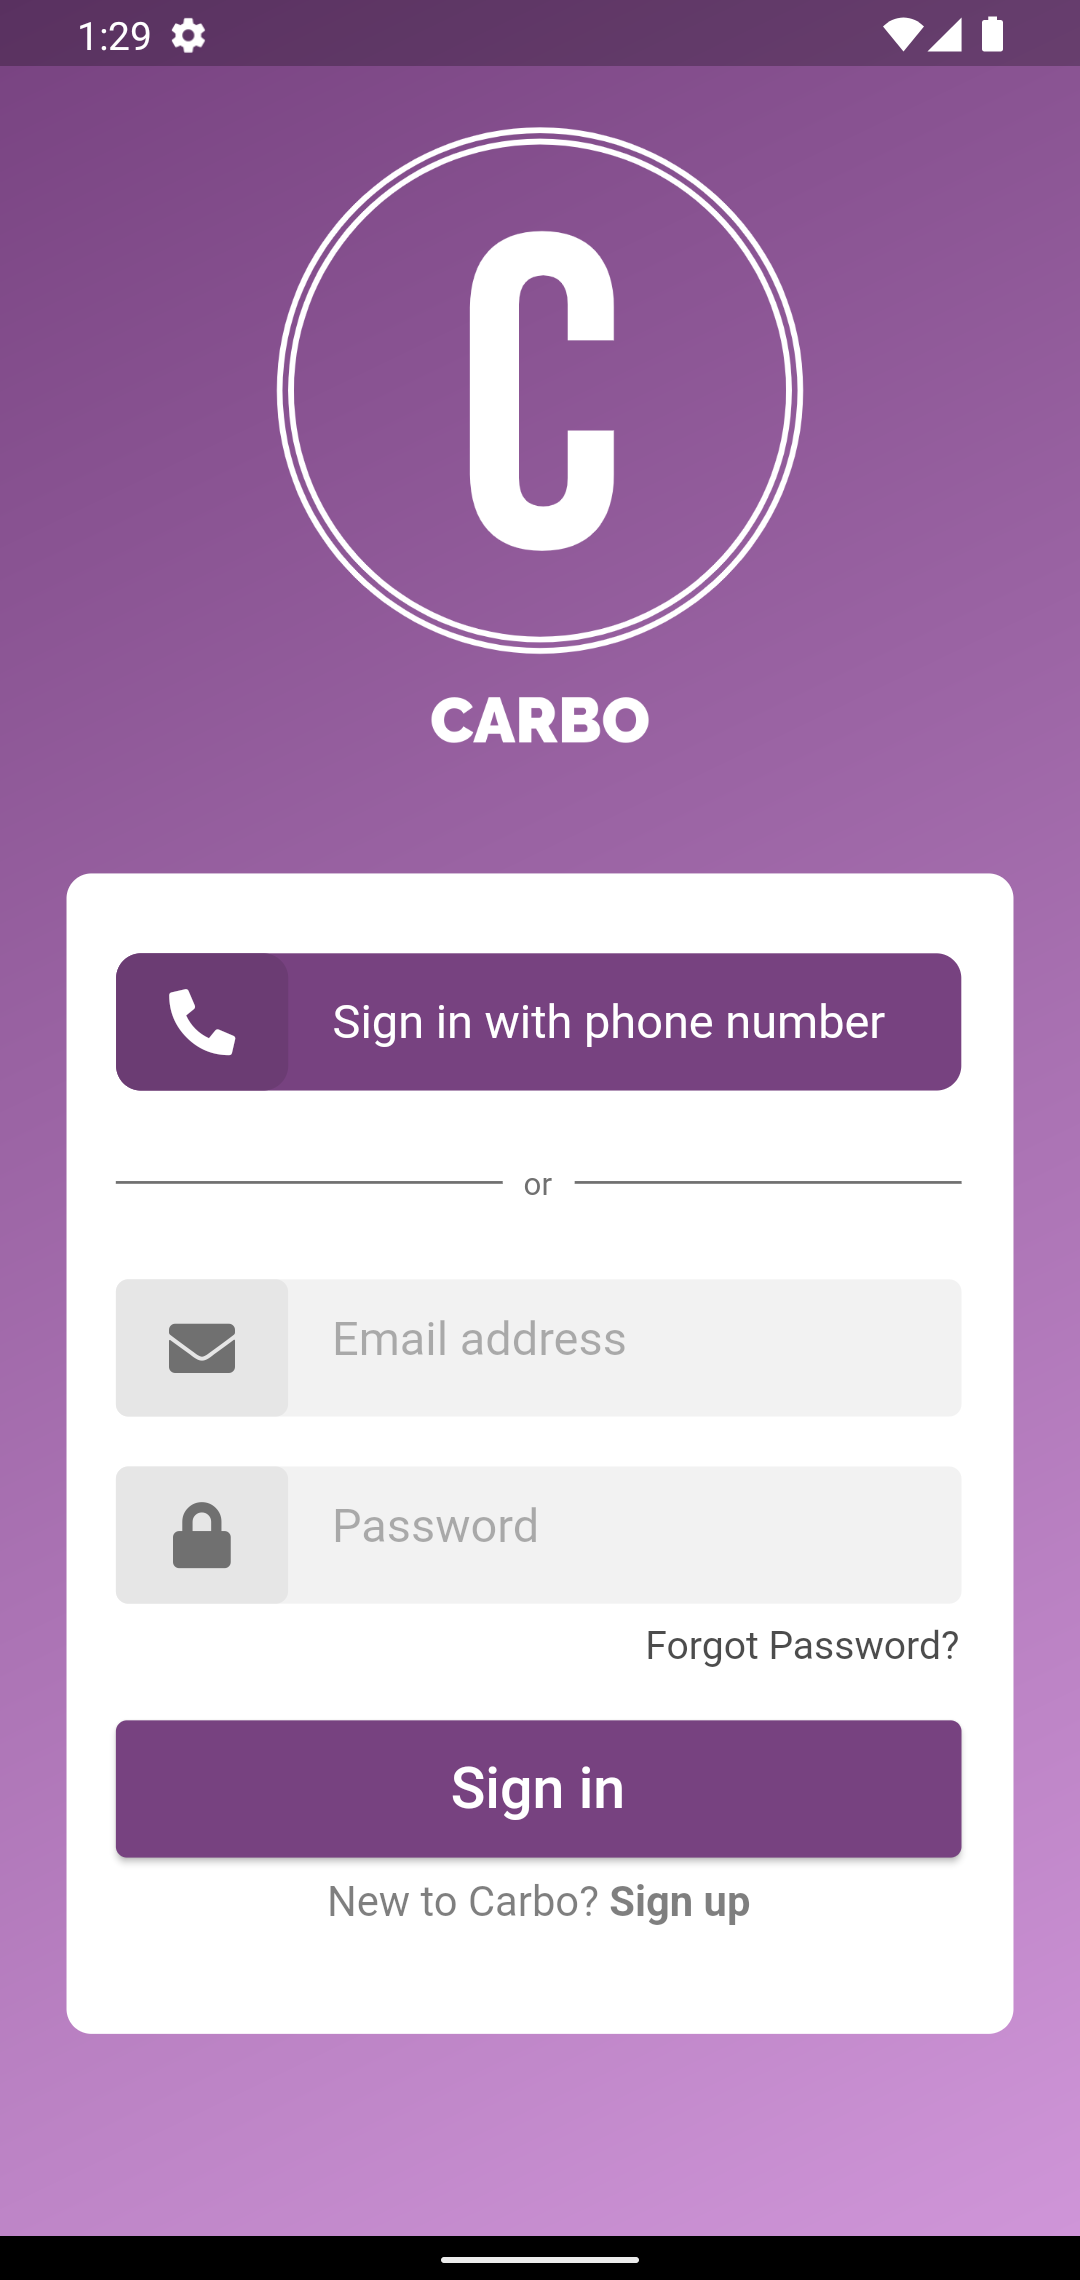 1:29
C
CARBO
Sign in with phone number
or
Email address
Password
Forgot Password?
Sign in
New to Carbo? Sign up